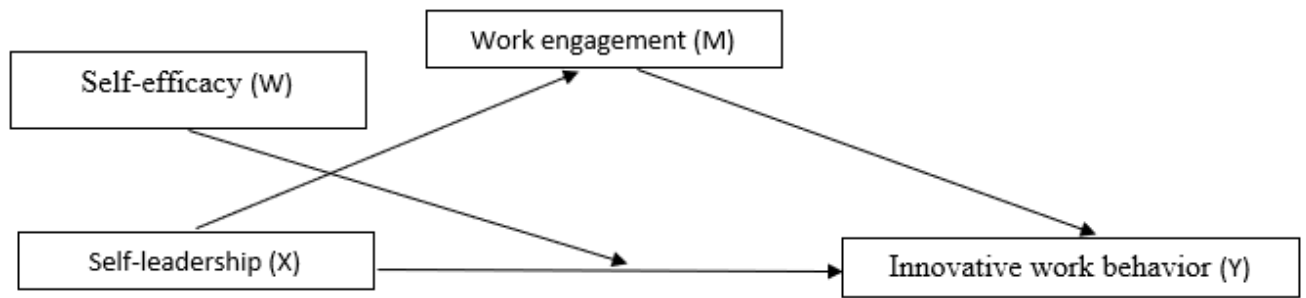 Work engagement (M)
Self-efficacy (W)
Self-leadership (X)
Innovative work behavior (Y)